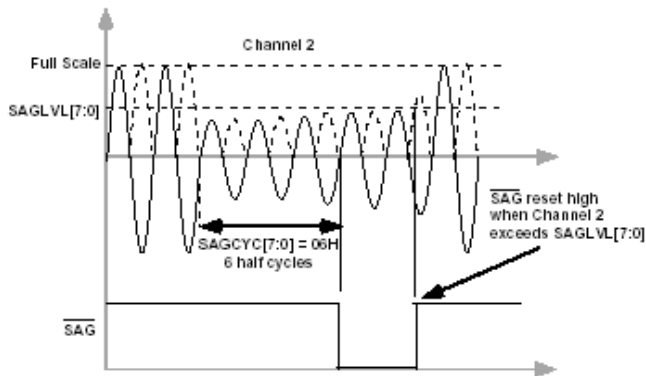 Channel 2
Full Scale
SAGLVL[7:0]
SAGCYC[7:0] = 06H
6 half cycles
SAG reset high
when Channel 2
exceeds SAGLVL[7:0]
SAG